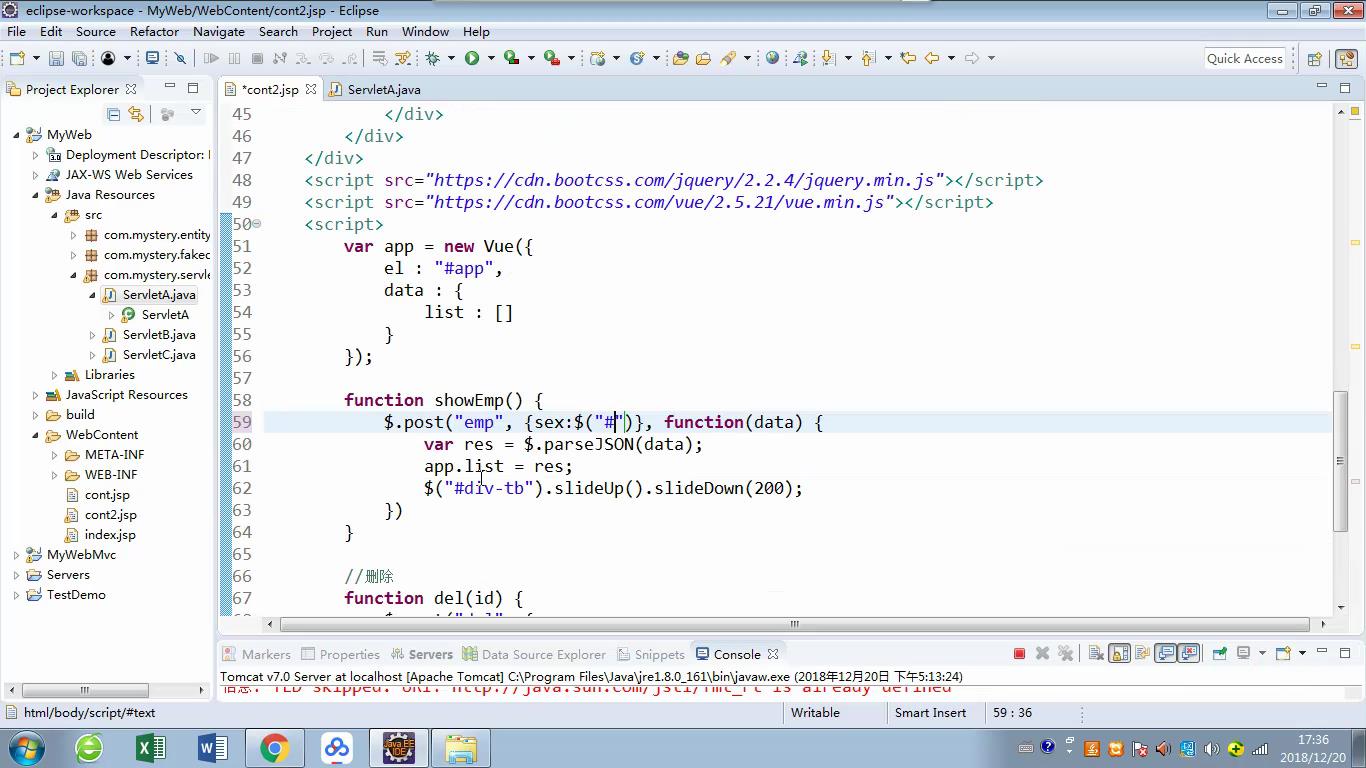 eclipse-workspace - MyWeb/WebContent/cont2.jsp - Eclipse
File Edit Source Refactor Navigate Search Project Run Window Help
Quick Access
Project Explorer
*cont2.jsp
ServletA.java
MyWeb
Deployment Descriptor:
JAX-WS Web Services
Java Resources
src
com.mystery.entity
com.mystery.faked
com.mystery.servle
ServletA.java
ServletA
ServletB.java
ServletC.java
Libraries
JavaScript Resources
build
WebContent
META-INF
WEB-INF
cont.jsp
cont2.jsp
index.jsp
MyWebMvc
Servers
TestDemo
45 </div>
46 </div>
47 </div>
48 <script src="https://cdn.bootcss.com/jquery/2.2.4/jquery.min.js"></script>
49 <script src="https://cdn.bootcss.com/vue/2.5.21/vue.min.js"></script>
50 <script>
51 var app = new Vue({
52 el : "#app",
53 data : {
54 list : []
55 }
56 });
57
58 function showEmp() {
59 $.post("emp", {sex:$("#")}, function(data) {
60 var res = $.parseJSON(data);
61 app.list = res;
62 $("#div-tb").slideUp().slideDown(200);
63 })
64 }
65
66 //删除
67 function del(id) {
Markers Properties Servers Data Source Explorer Snippets Console
Tomcat v7.0 Server at localhost [Apache Tomcat] C:\Program Files\Java\jre1.8.0_161\bin\javaw.exe (2018年12月20日 下午5:13:24)
信息: TLD skipped. URI: http://java.sun.com/jstl/fmt_rt is already defined
html/body/script/#text
Writable
Smart Insert
59 : 36
17:36
2018/12/20